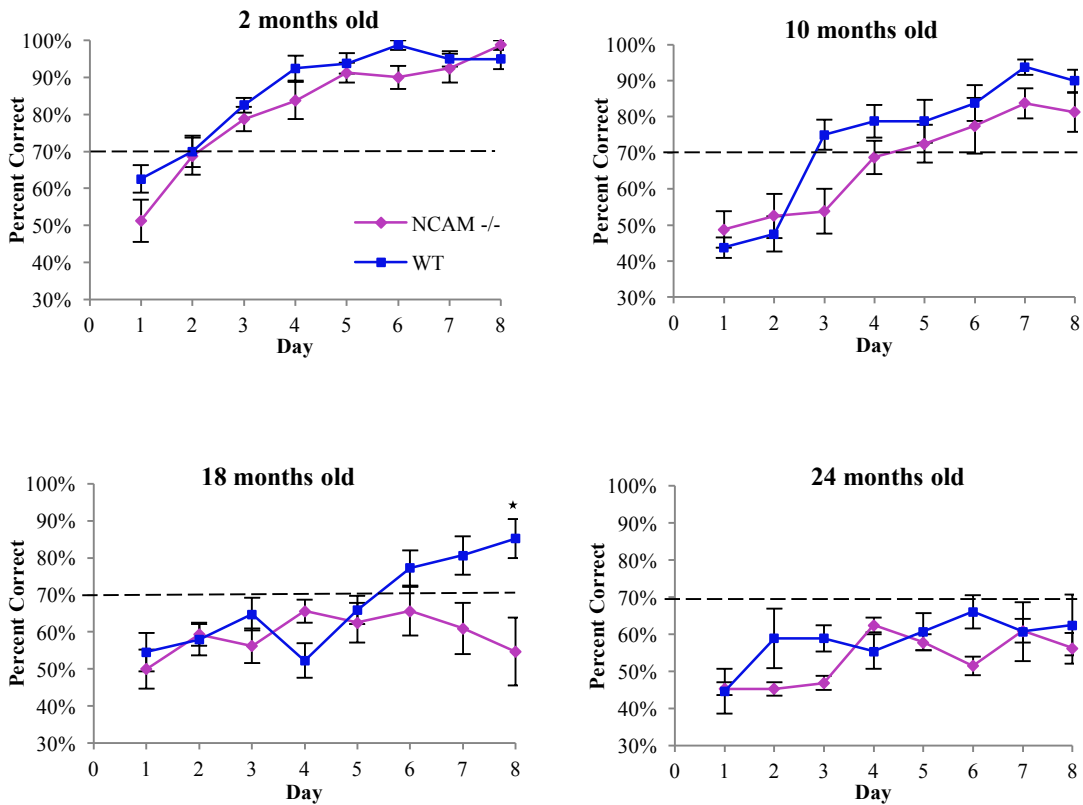 2 months old
100%
90%
80%
70%
60%
50%
40%
30%
Percent Correct
NCAM -/-
WT
0 1 2 3 4 5 6 7 8
Day
10 months old
100%
90%
80%
70%
60%
50%
40%
30%
Percent Correct
0 1 2 3 4 5 6 7 8
Day
18 months old
100%
90%
80%
70%
60%
50%
40%
30%
Percent Correct
0 1 2 3 4 5 6 7 8
Day
24 months old
100%
90%
80%
70%
60%
50%
40%
30%
Percent Correct
0 1 2 3 4 5 6 7 8
Day